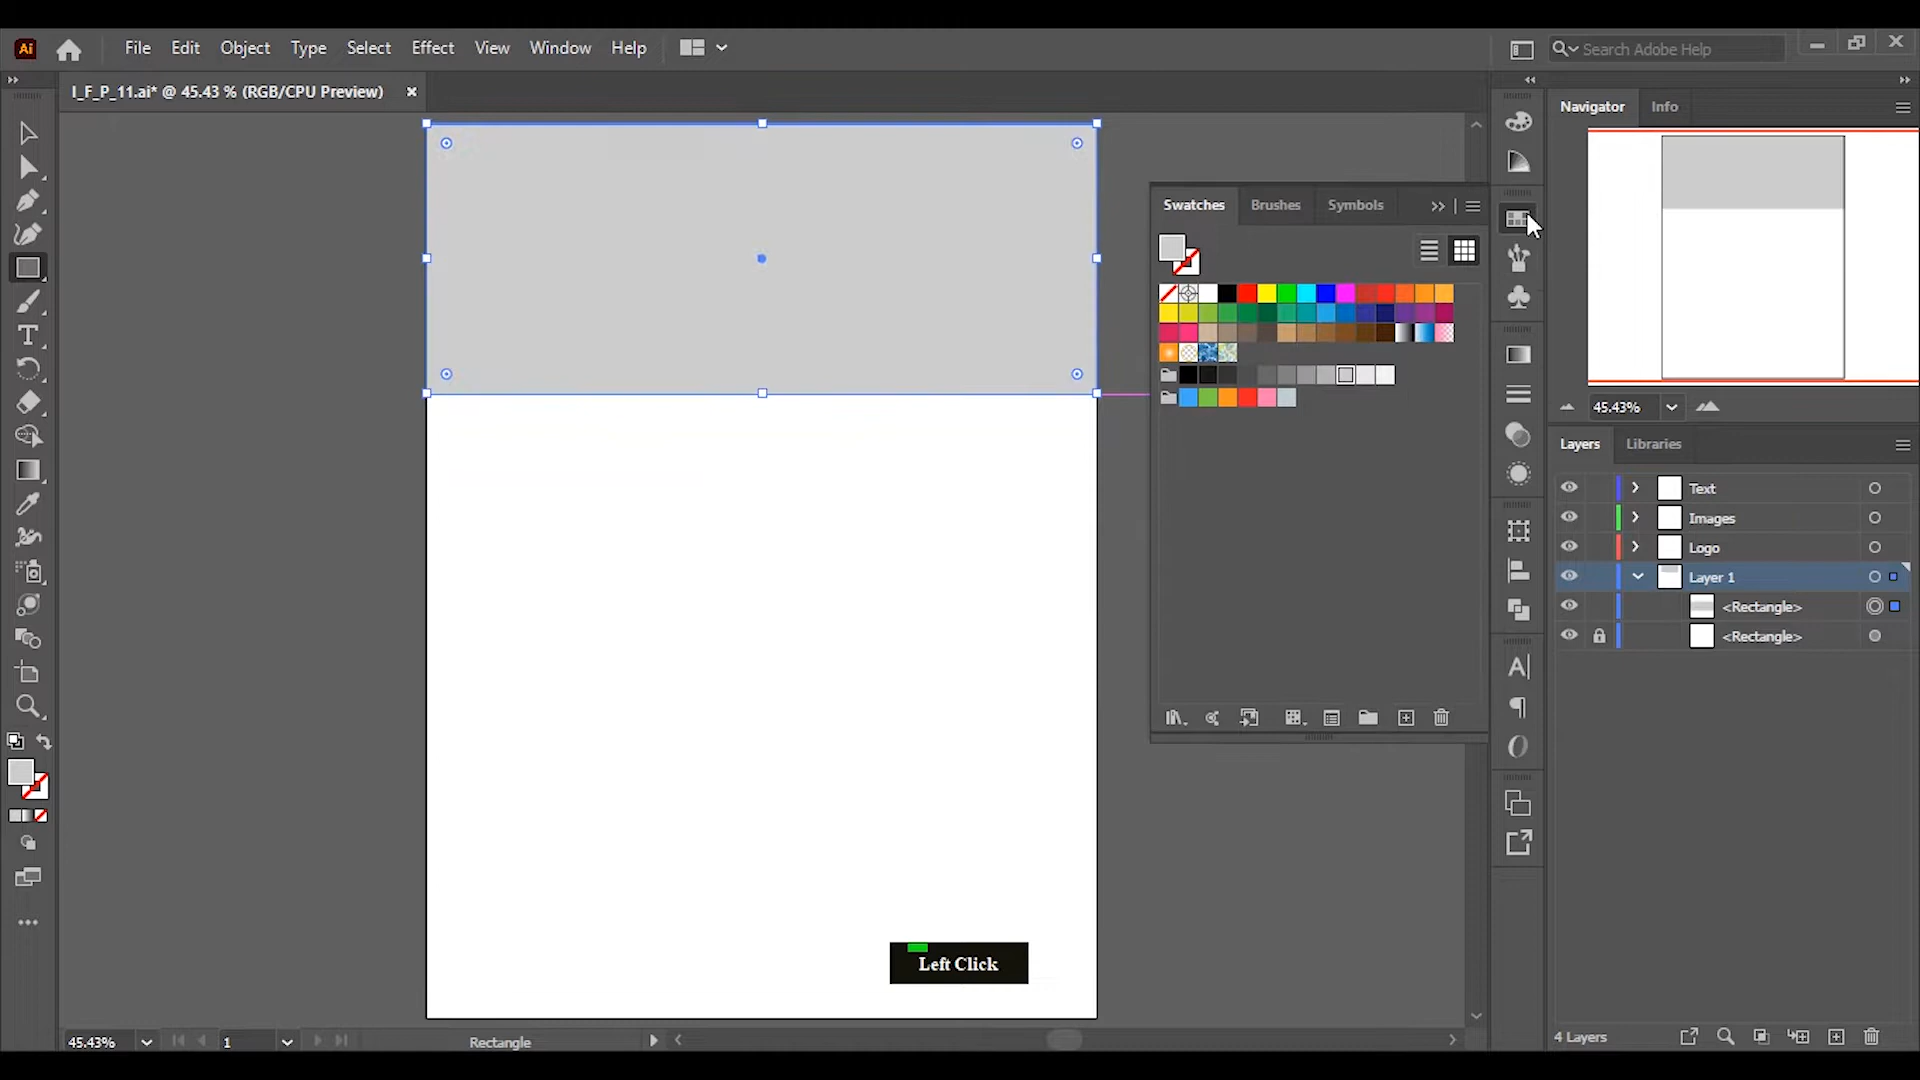 Ai
File Edit Object Type Select Effect View Window Help
Search Adobe Help
I_F_P_11.ai* @ 45.43 % (RGB/CPU Preview)
Navigator Info
Swatches Brushes Symbols
45.43%
Layers Libraries
Text
Images
Logo
Layer 1
<Rectangle>
<Rectangle>
Left Click
45.43% 1 Rectangle
4 Layers